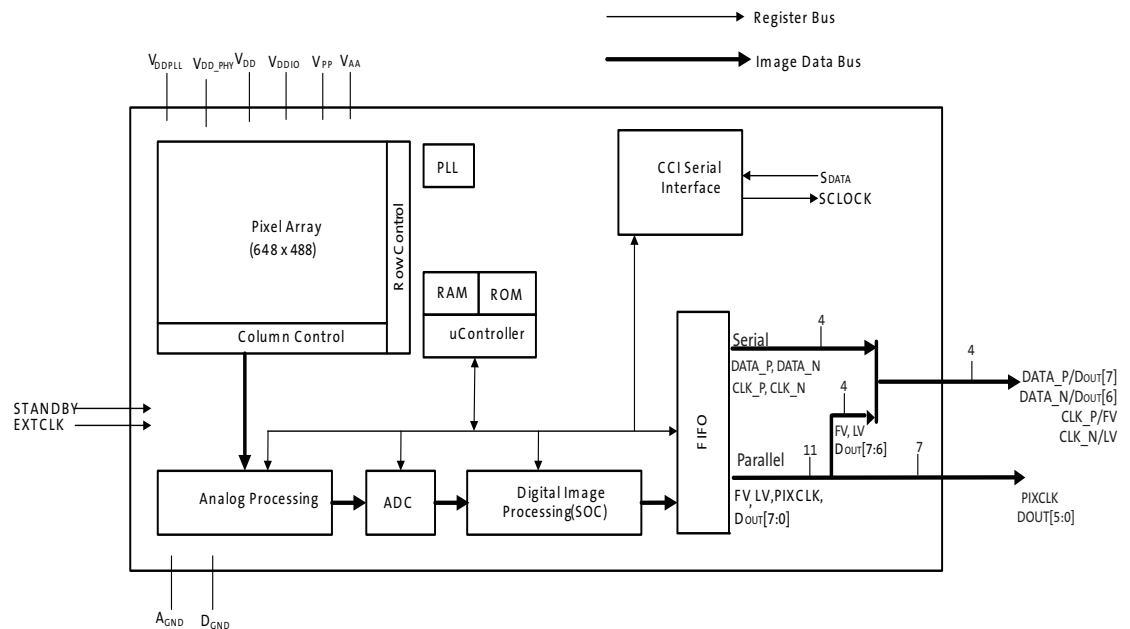 Register Bus
Image Data Bus
VDDPLL VDD_PHY VDD VDDIO VPP VAA
Pixel Array
(648 x 488)
Row Control
Column Control
PLL
RAM ROM
uController
CCI Serial
Interface
SDATA
SCLOCK
STANDBY
EXTCLK
Analog Processing
ADC
Digital Image
Processing(SOC)
FIFO
Serial
4
DATA_P, DATA_N
CLK_P, CLK_N
4
FV, LV
DOUT[7:6]
Parallel
11
FV, LV,PIXCLK,
DOUT[7:0]
4
DATA_P/DOUT[7]
DATA_N/DOUT[6]
CLK_P/FV
CLK_N/LV
7
PIXCLK
DOUT[5:0]
AGND DGND